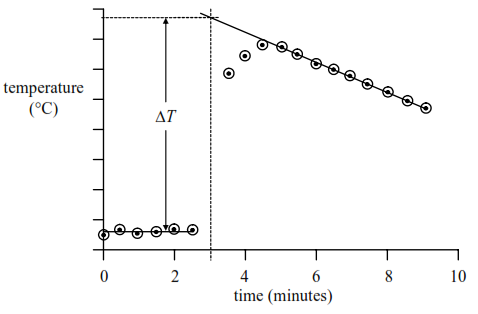 temperature
(°C)
ΔT
0 2 4 6 8 10
time (minutes)